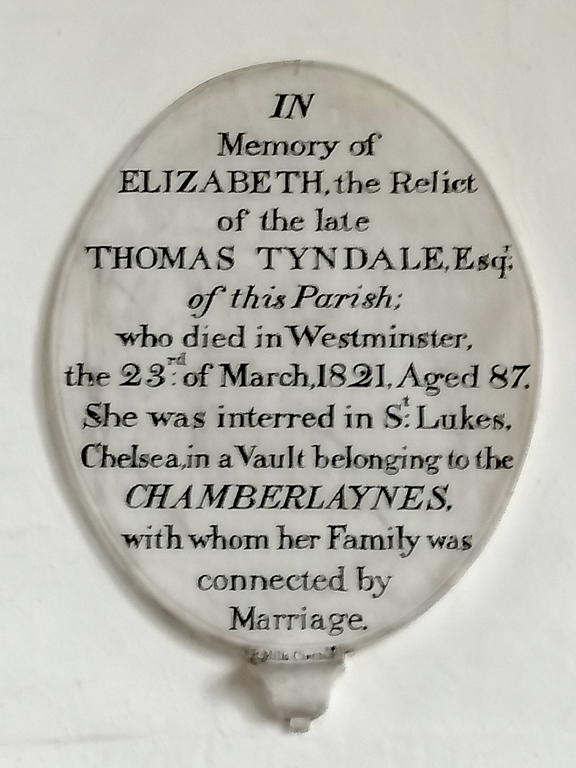 IN
Memory of
ELIZABETH, the Relict
of the late
THOMAS TYNDALE, Esqr.
of this Parish;
who died in Westminster,
the 23rd. of March, 1821, Aged 87.
She was interred in St. Lukes,
Chelsea, in a Vault belonging to the
CHAMBERLAYNES,
with whom her Family was
connected by
Marriage.